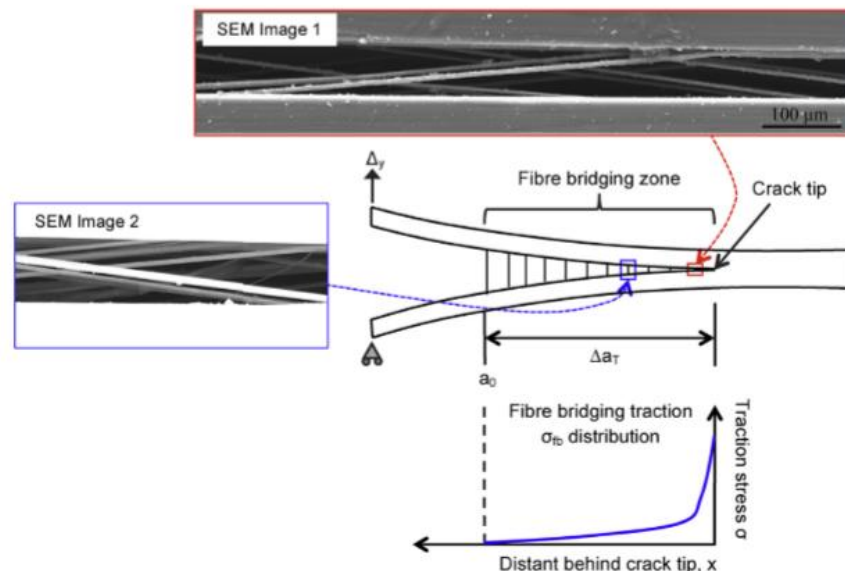 SEM Image 1
100 μm
Δy
Fibre bridging zone
Crack tip
SEM Image 2
ΔaT
a0
Fibre bridging traction
σfb distribution
Traction stress σ
Distant behind crack tip, x